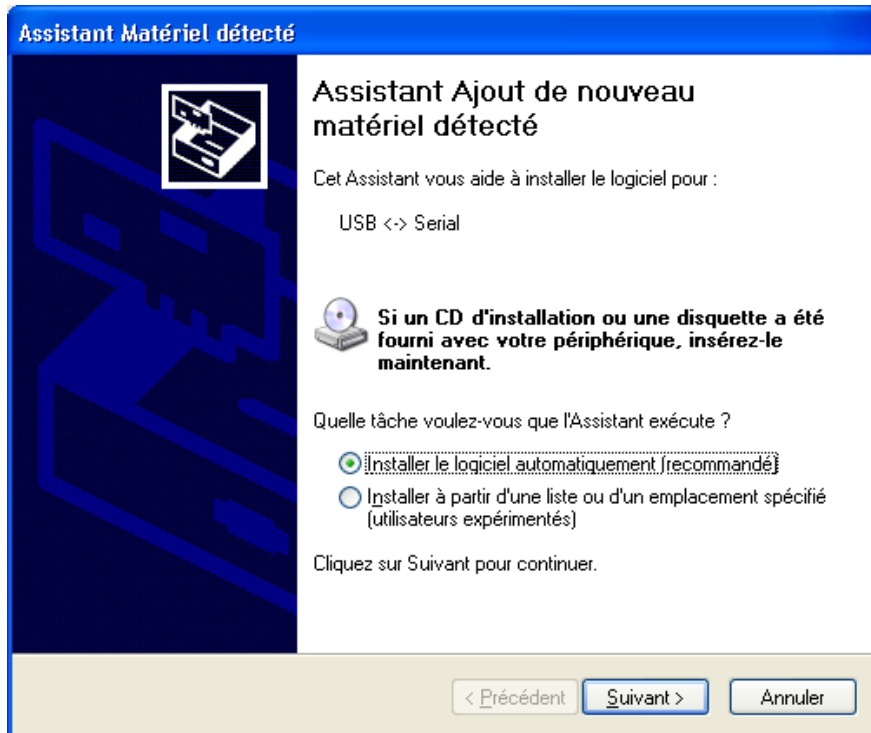 Assistant Matériel détecté
Assistant Ajout de nouveau
matériel détecté
Cet Assistant vous aide à installer le logiciel pour :
USB <-> Serial
Si un CD d'installation ou une disquette a été
fourni avec votre périphérique, insérez-le
maintenant.
Quelle tâche voulez-vous que l'Assistant exécute ?
Installer le logiciel automatiquement (recommandé)
Installer à partir d'une liste ou d'un emplacement spécifié
(utilisateurs expérimentés)
Cliquez sur Suivant pour continuer.
< Précédent
Suivant >
Annuler